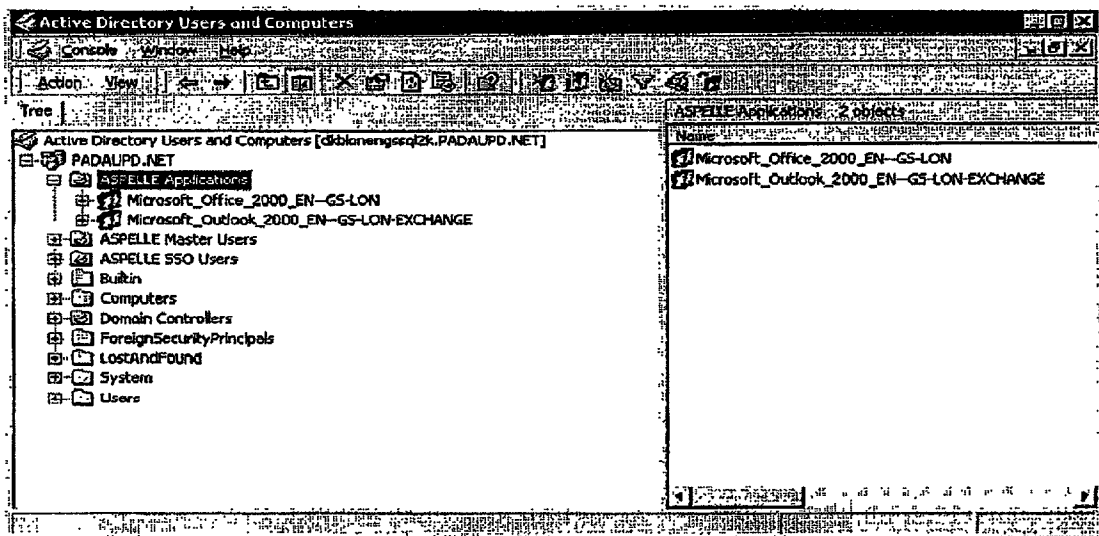 Active Directory Users and Computers
Console Window Help
Action View
Tree
ASPELLE Applications 2 objects
Active Directory Users and Computers [dkblonengssql2k.PADAUPD.NET]
Name
PADAUPD.NET
ASPELLE Applications
Microsoft_Office_2000_EN--GS-LON
Microsoft_Outlook_2000_EN--GS-LON-EXCHANGE
ASPELLE Master Users
ASPELLE SSO Users
Builtin
Computers
Domain Controllers
ForeignSecurityPrincipals
LostAndFound
System
Users
Microsoft_Office_2000_EN--GS-LON
Microsoft_Outlook_2000_EN--GS-LON-EXCHANGE